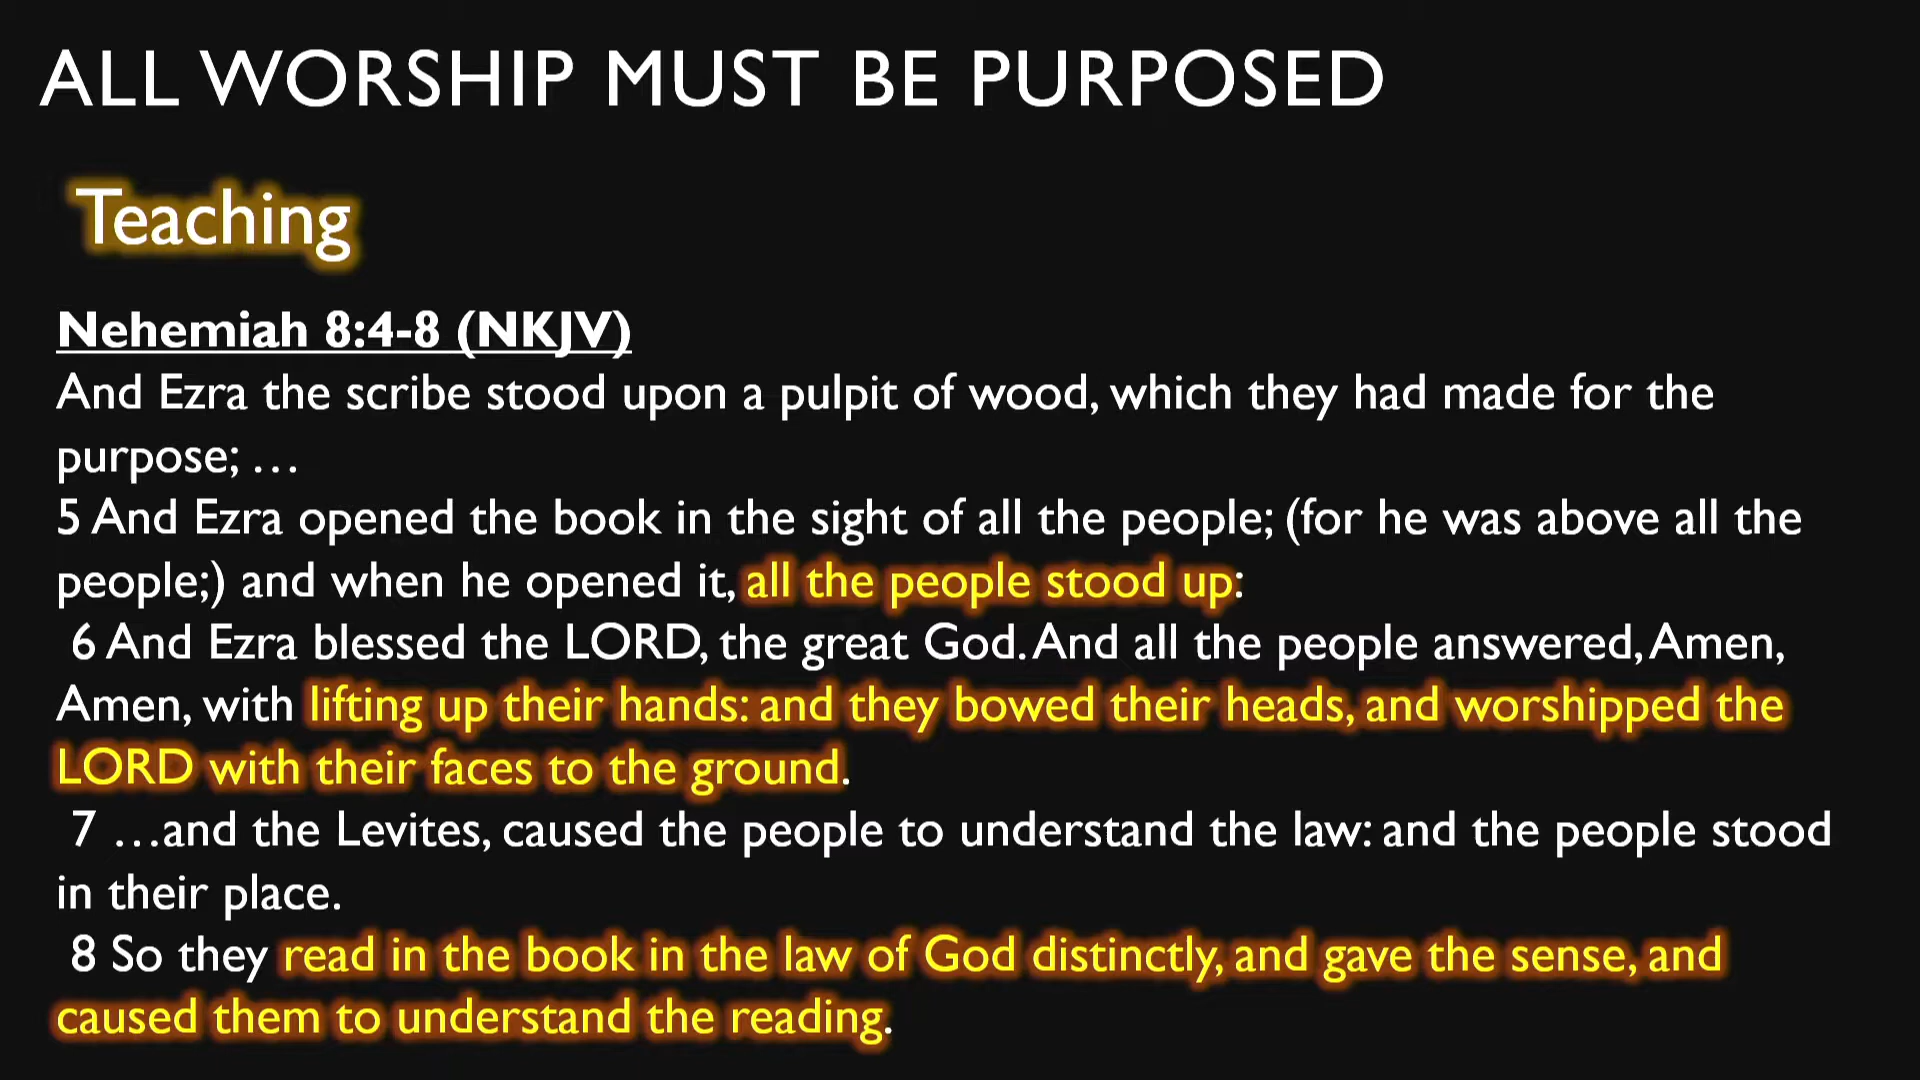 ALL WORSHIP MUST BE PURPOSED
Teaching
Nehemiah 8:4-8 (NKJV)
And Ezra the scribe stood upon a pulpit of wood, which they had made for the
purpose; …
5 And Ezra opened the book in the sight of all the people; (for he was above all the
people;) and when he opened it, all the people stood up:
6 And Ezra blessed the LORD, the great God. And all the people answered, Amen,
Amen, with lifting up their hands: and they bowed their heads, and worshipped the
LORD with their faces to the ground.
7 …and the Levites, caused the people to understand the law: and the people stood
in their place.
8 So they read in the book in the law of God distinctly, and gave the sense, and
caused them to understand the reading.